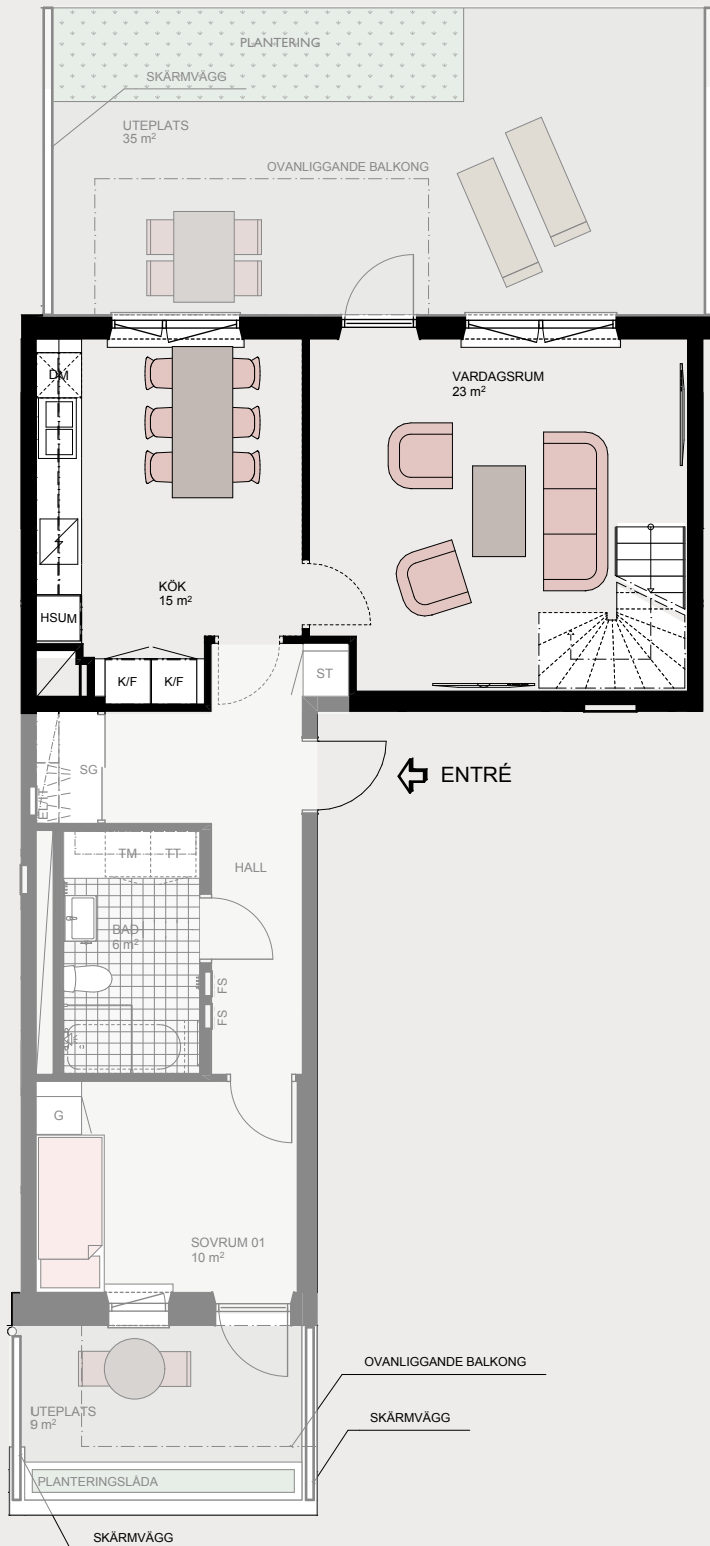 PLANTERING
SKÄRMVÄGG
UTEPLATS
35 m²
OVANLIGGANDE BALKONG
DM
VARDAGSRUM
23 m²
KÖK
15 m²
HSUM
K/F
K/F
ST
SG
EL/IT
ENTRÉ
TM
TT
HALL
BAD
6 m²
FS
FS
G
SOVRUM 01
10 m²
OVANLIGGANDE BALKONG
UTEPLATS
9 m²
SKÄRMVÄGG
PLANTERINGSLÅDA
SKÄRMVÄGG